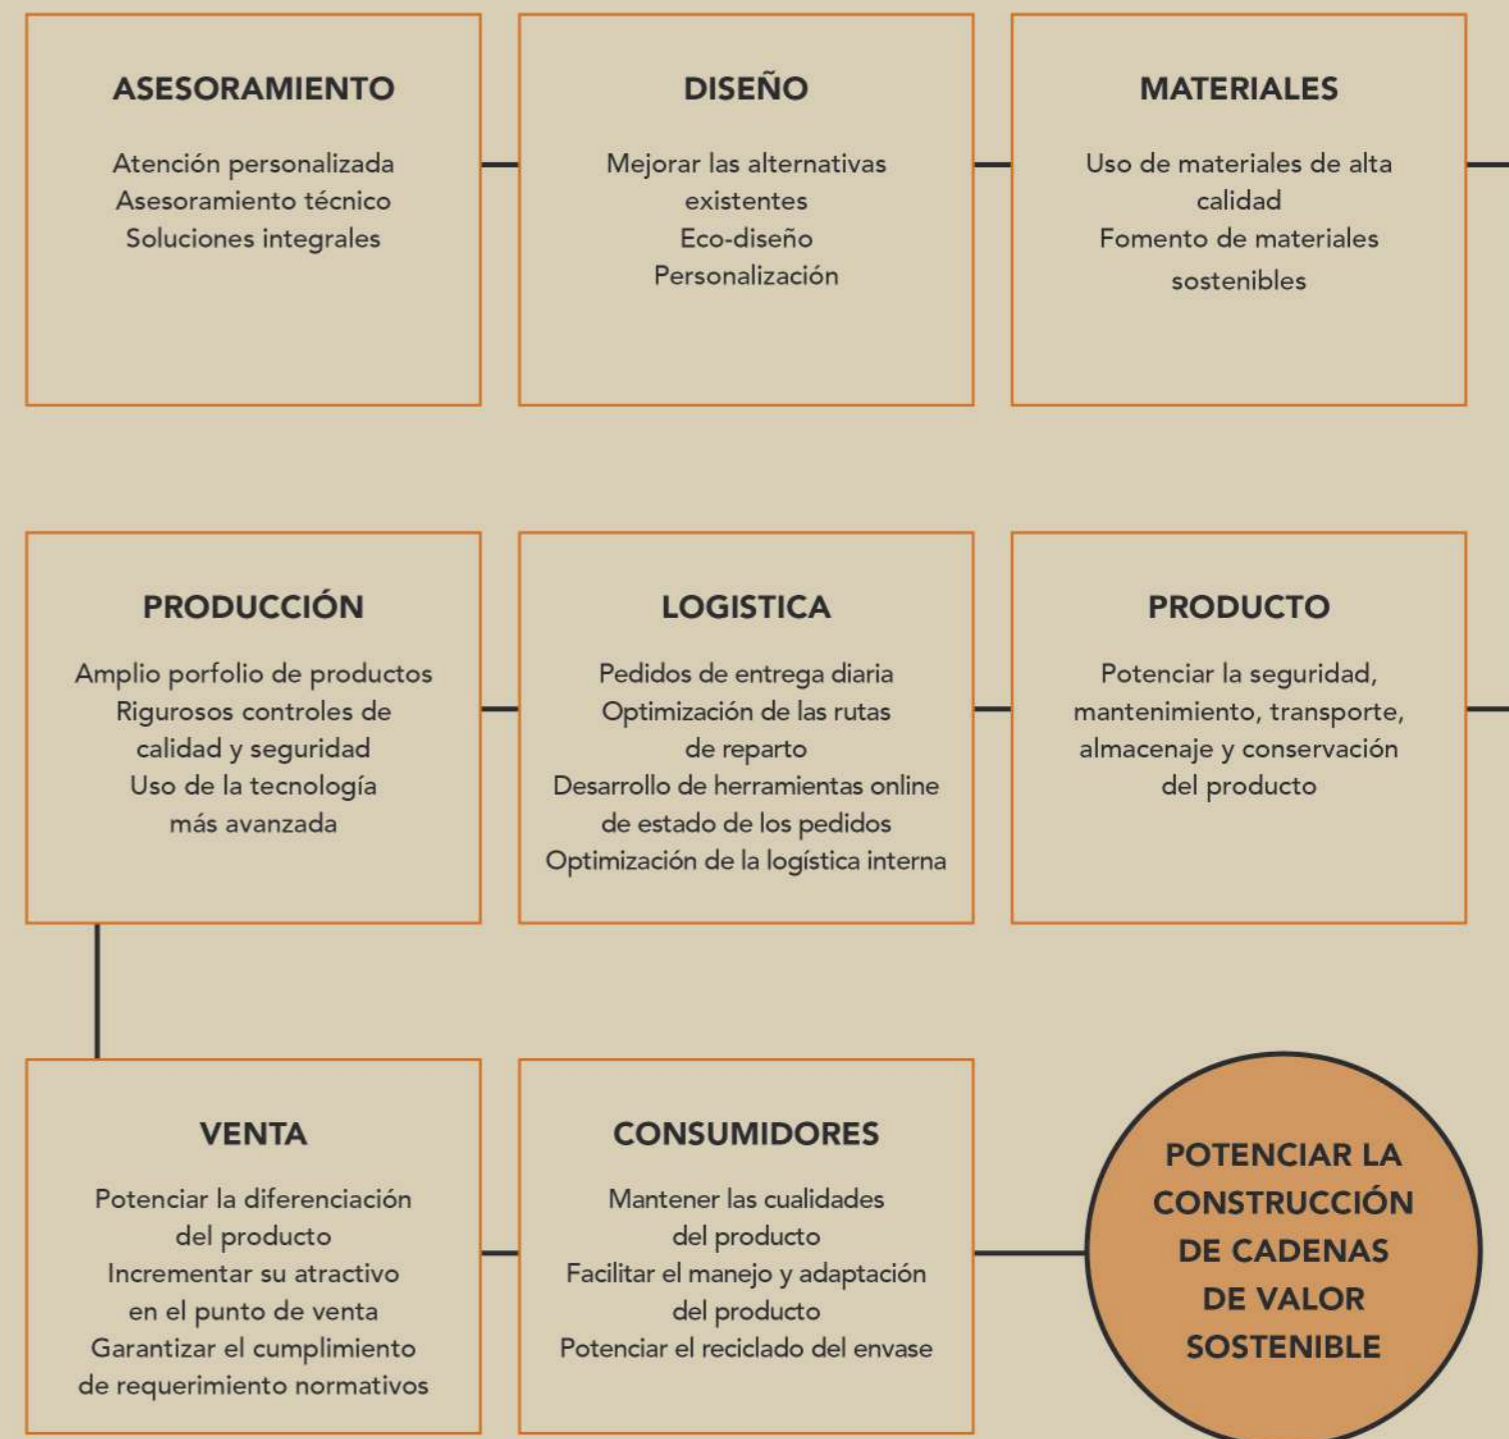 ASESORAMIENTO
Atención personalizada
Asesoramiento técnico
Soluciones integrales
DISEÑO
Mejorar las alternativas
existentes
Eco-diseño
Personalización
MATERIALES
Uso de materiales de alta
calidad
Fomento de materiales
sostenibles
PRODUCCIÓN
Amplio porfolio de productos
Rigurosos controles de
calidad y seguridad
Uso de la tecnología
más avanzada
LOGISTICA
Pedidos de entrega diaria
Optimización de las rutas
de reparto
Desarrollo de herramientas online
de estado de los pedidos
Optimización de la logística interna
PRODUCTO
Potenciar la seguridad,
mantenimiento, transporte,
almacenaje y conservación
del producto
VENTA
Potenciar la diferenciación
del producto
Incrementar su atractivo
en el punto de venta
Garantizar el cumplimiento
de requerimiento normativos
CONSUMIDORES
Mantener las cualidades
del producto
Facilitar el manejo y adaptación
del producto
Potenciar el reciclado del envase
POTENCIAR LA
CONSTRUCCIÓN
DE CADENAS
DE VALOR
SOSTENIBLE